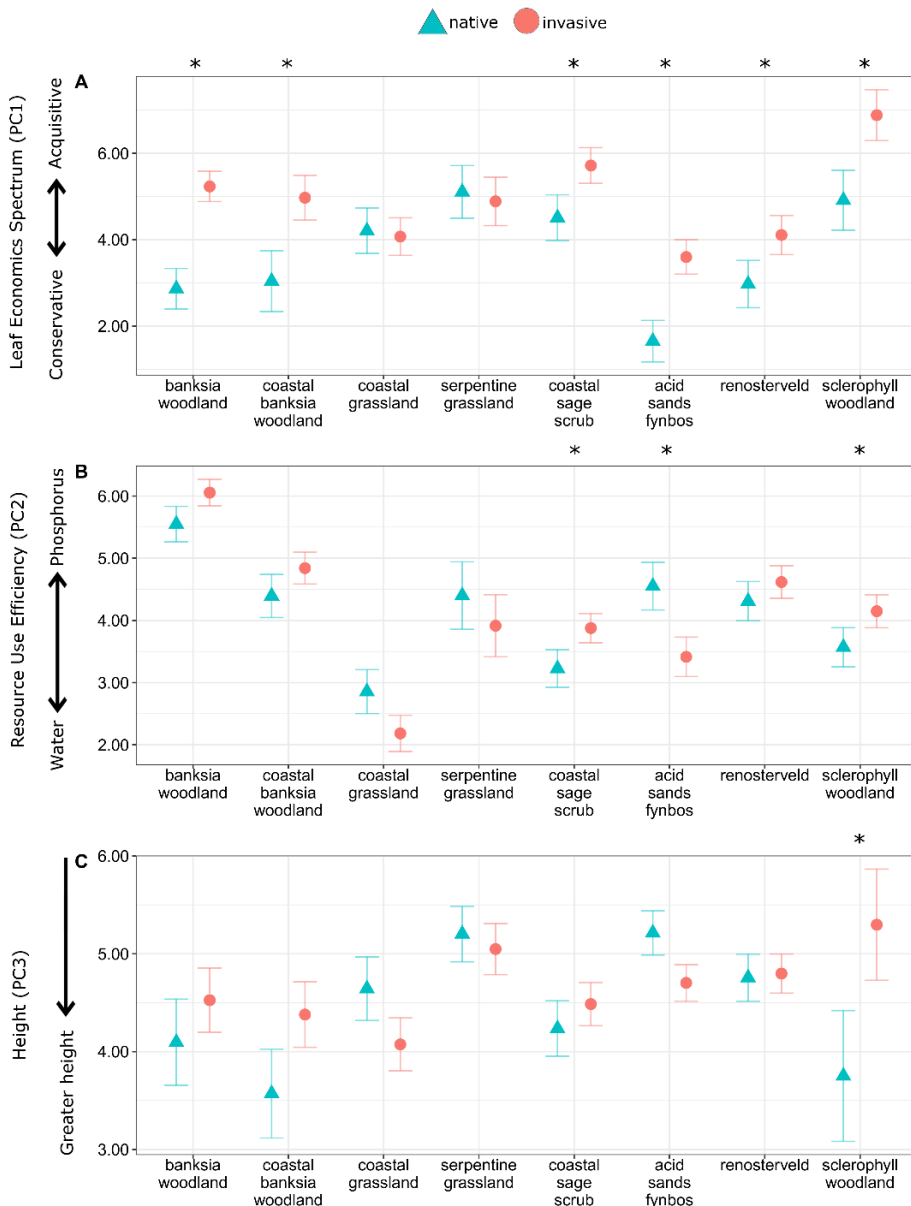 native invasive
* * * * * *
A
Leaf Economics Spectrum (PC1)
Conservative Acquisitive
6.00
4.00
2.00
banksia woodland
coastal banksia woodland
coastal grassland
serpentine grassland
coastal sage scrub
acid sands fynbos
renosterveld
sclerophyll woodland
* * *
B
Resource Use Efficiency (PC2)
Water Phosphorus
6.00
5.00
4.00
3.00
2.00
banksia woodland
coastal banksia woodland
coastal grassland
serpentine grassland
coastal sage scrub
acid sands fynbos
renosterveld
sclerophyll woodland
*
C
Height (PC3)
Greater height
6.00
5.00
4.00
3.00
banksia woodland
coastal banksia woodland
coastal grassland
serpentine grassland
coastal sage scrub
acid sands fynbos
renosterveld
sclerophyll woodland